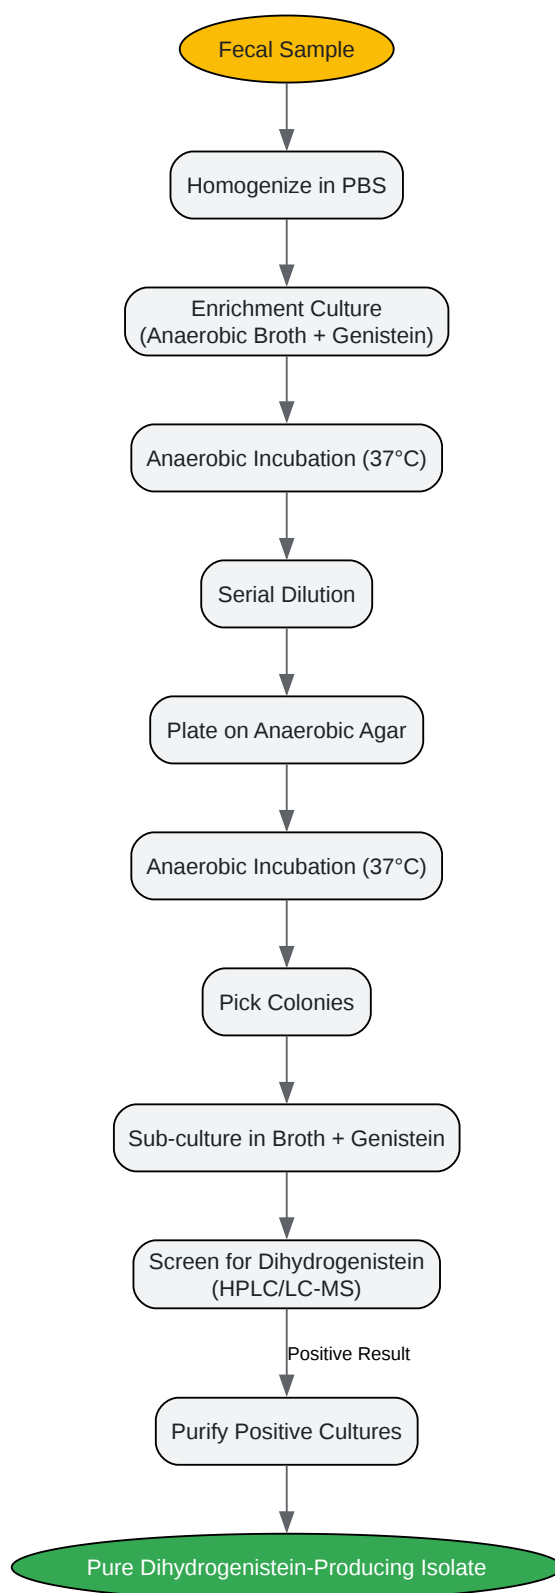 Fecal Sample
Homogenize in PBS
Enrichment Culture
(Anaerobic Broth + Genistein)
Anaerobic Incubation (37°C)
Serial Dilution
Plate on Anaerobic Agar
Anaerobic Incubation (37°C)
Pick Colonies
Sub-culture in Broth + Genistein
Screen for Dihydrogenistein
(HPLC/LC-MS)
Positive Result
Purify Positive Cultures
Pure Dihydrogenistein-Producing Isolate